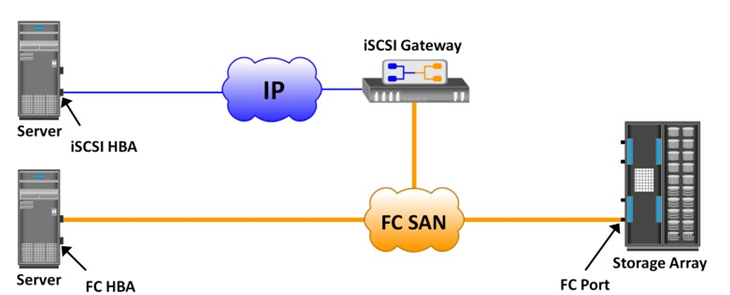 iSCSI Gateway
IP
Server
iSCSI HBA
FC SAN
Server
FC HBA
Storage Array
FC Port